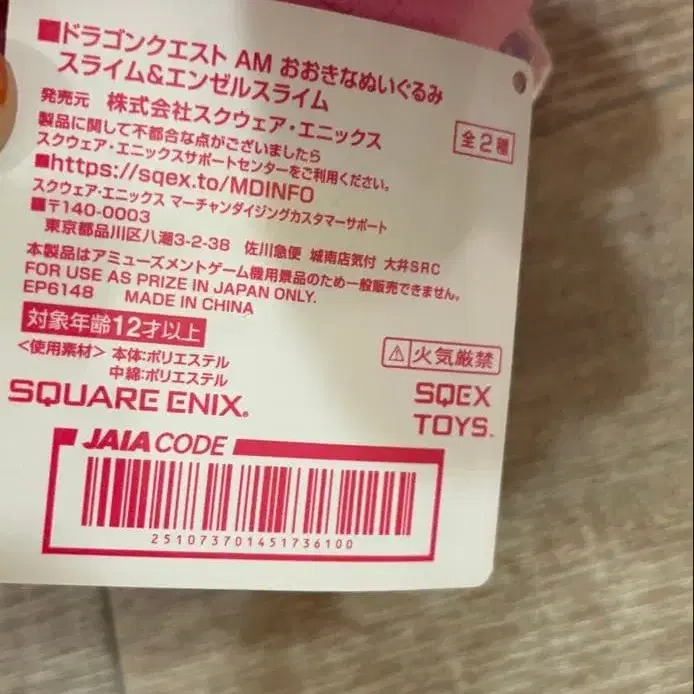 ■ドラゴンクエスト AM おおきなぬいぐるみ
スライム&エンゼルスライム
全2種
発売元 株式会社スクウェア・エニックス
製品に関して不都合な点がございましたら
スクウェア・エニックスサポートセンターをご利用ください。
■https://sqex.to/MDINFO
スクウェア・エニックス マーチャンダイジングカスタマーサポート
■〒140-0003
東京都品川区八潮3-2-38 佐川急便 城南店気付 大井SRC
本製品はアミューズメントゲーム機用景品のため一般販売できません。
FOR USE AS PRIZE IN JAPAN ONLY.
EP6148 MADE IN CHINA
対象年齢12才以上
<使用素材> 本体:ポリエステル
中綿:ポリエステル
⚠火気厳禁
SQUARE ENIX®
SQEX
TOYS™
JAIA CODE
2510737014517361​00